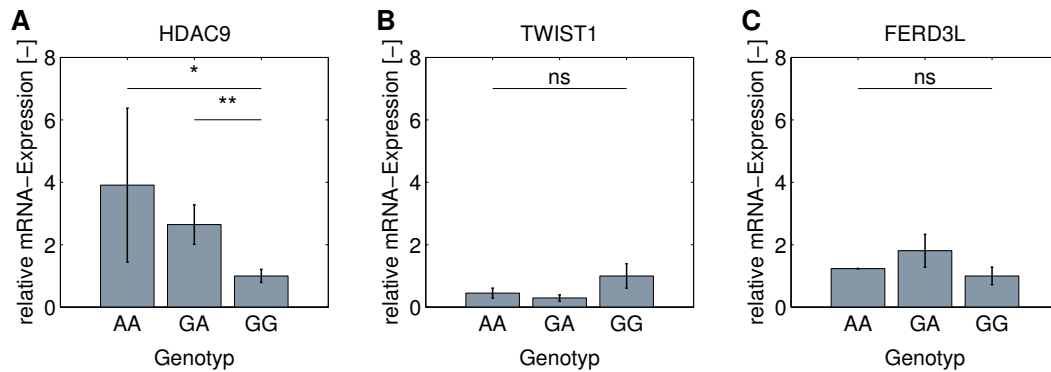 A
HDAC9
relative mRNA−Expression [−]
8
6
4
2
0
*
**
AA GA GG
Genotyp
B
TWIST1
relative mRNA−Expression [−]
8
6
4
2
0
ns
AA GA GG
Genotyp
C
FERD3L
relative mRNA−Expression [−]
8
6
4
2
0
ns
AA GA GG
Genotyp